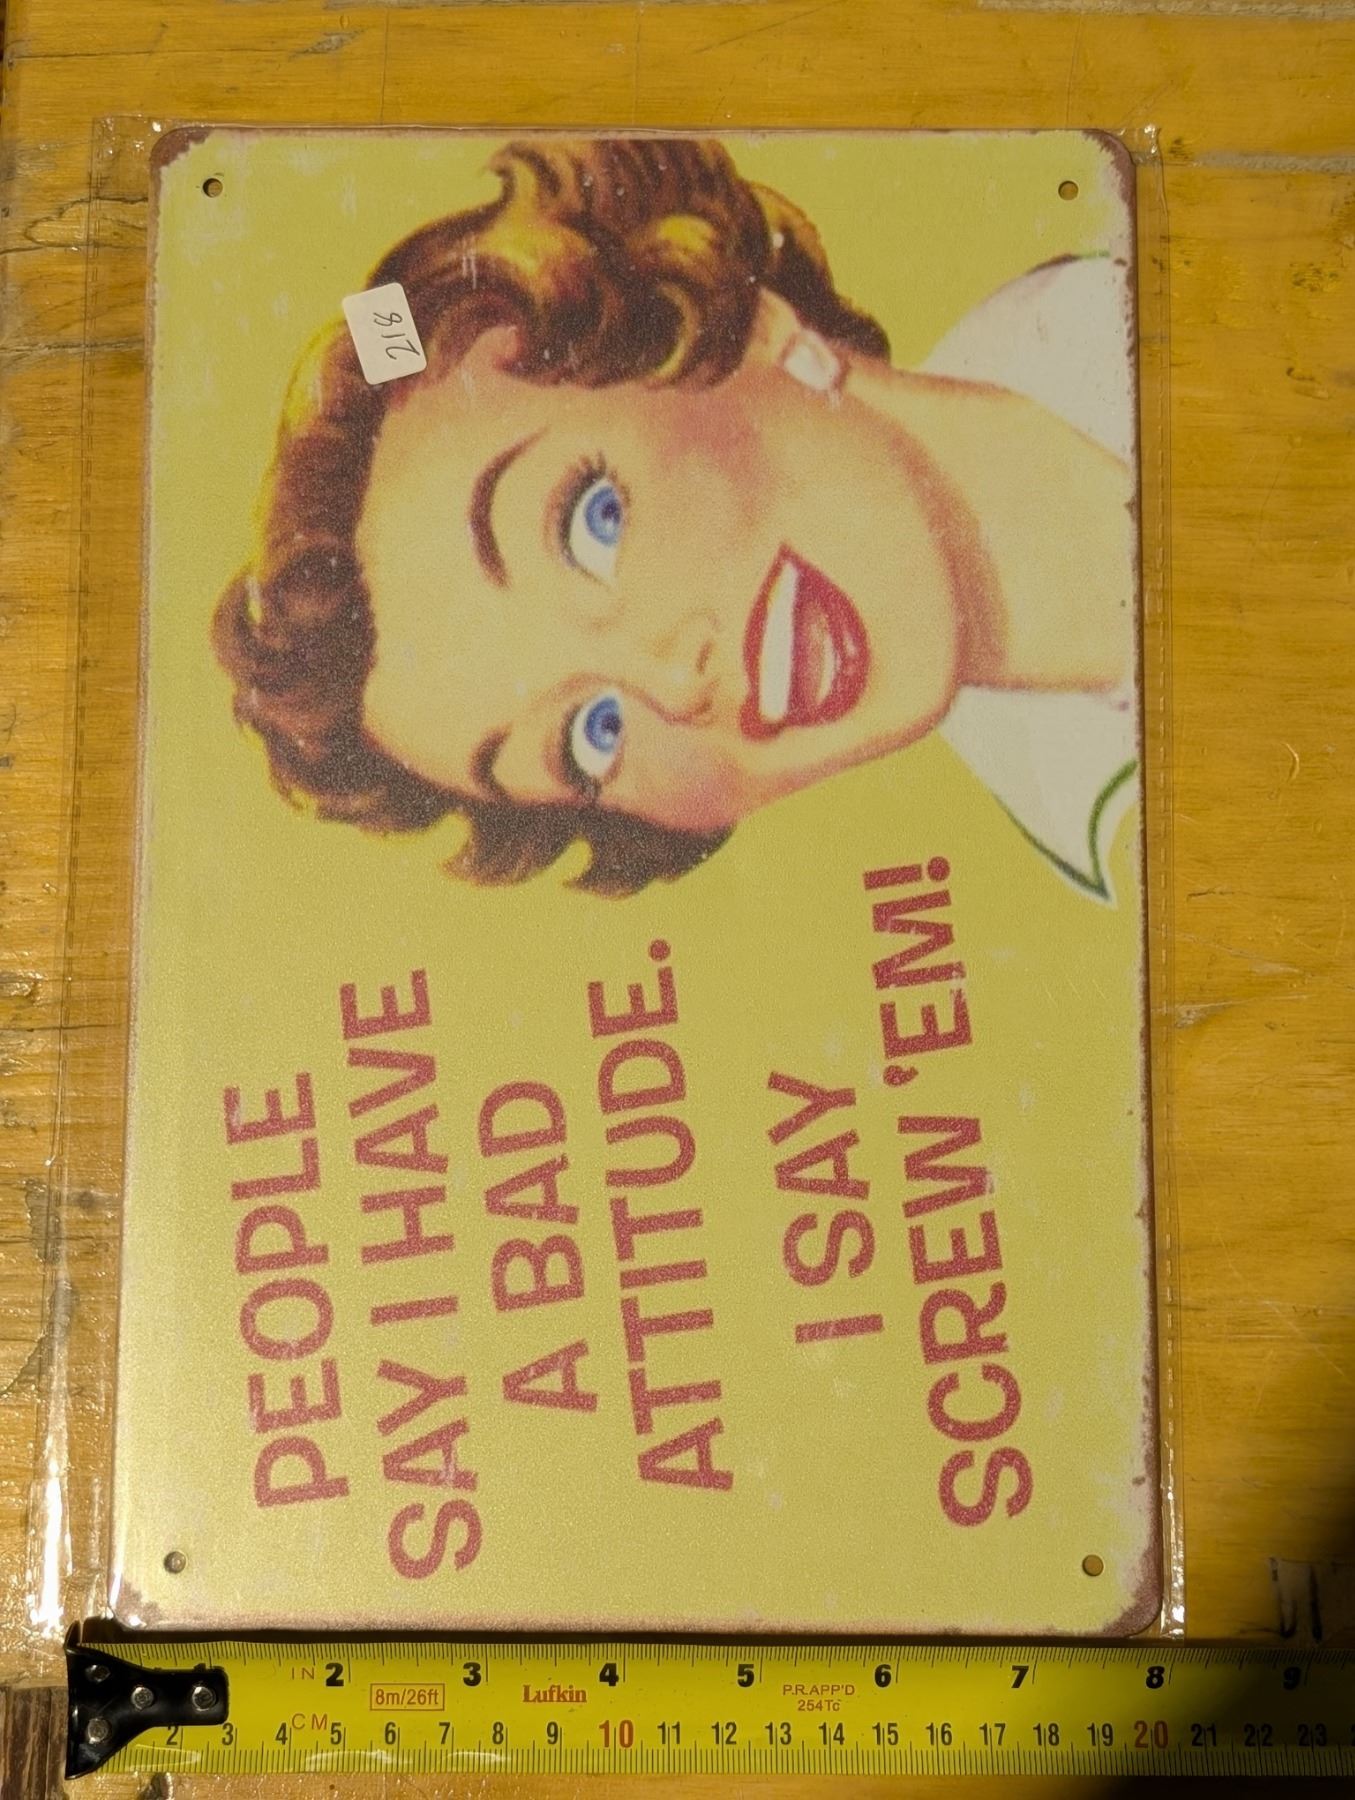 PEOPLE
SAY I HAVE
A BAD
ATTITUDE.
I SAY
SCREW 'EM!
218
1 IN 2 3 4 5 6 7 8 9
8m/26ft
Lufkin
P.R.APP'D
254Tc
2 3 4 CM 5 6 7 8 9 10 11 12 13 14 15 16 17 18 19 20 21 22 23